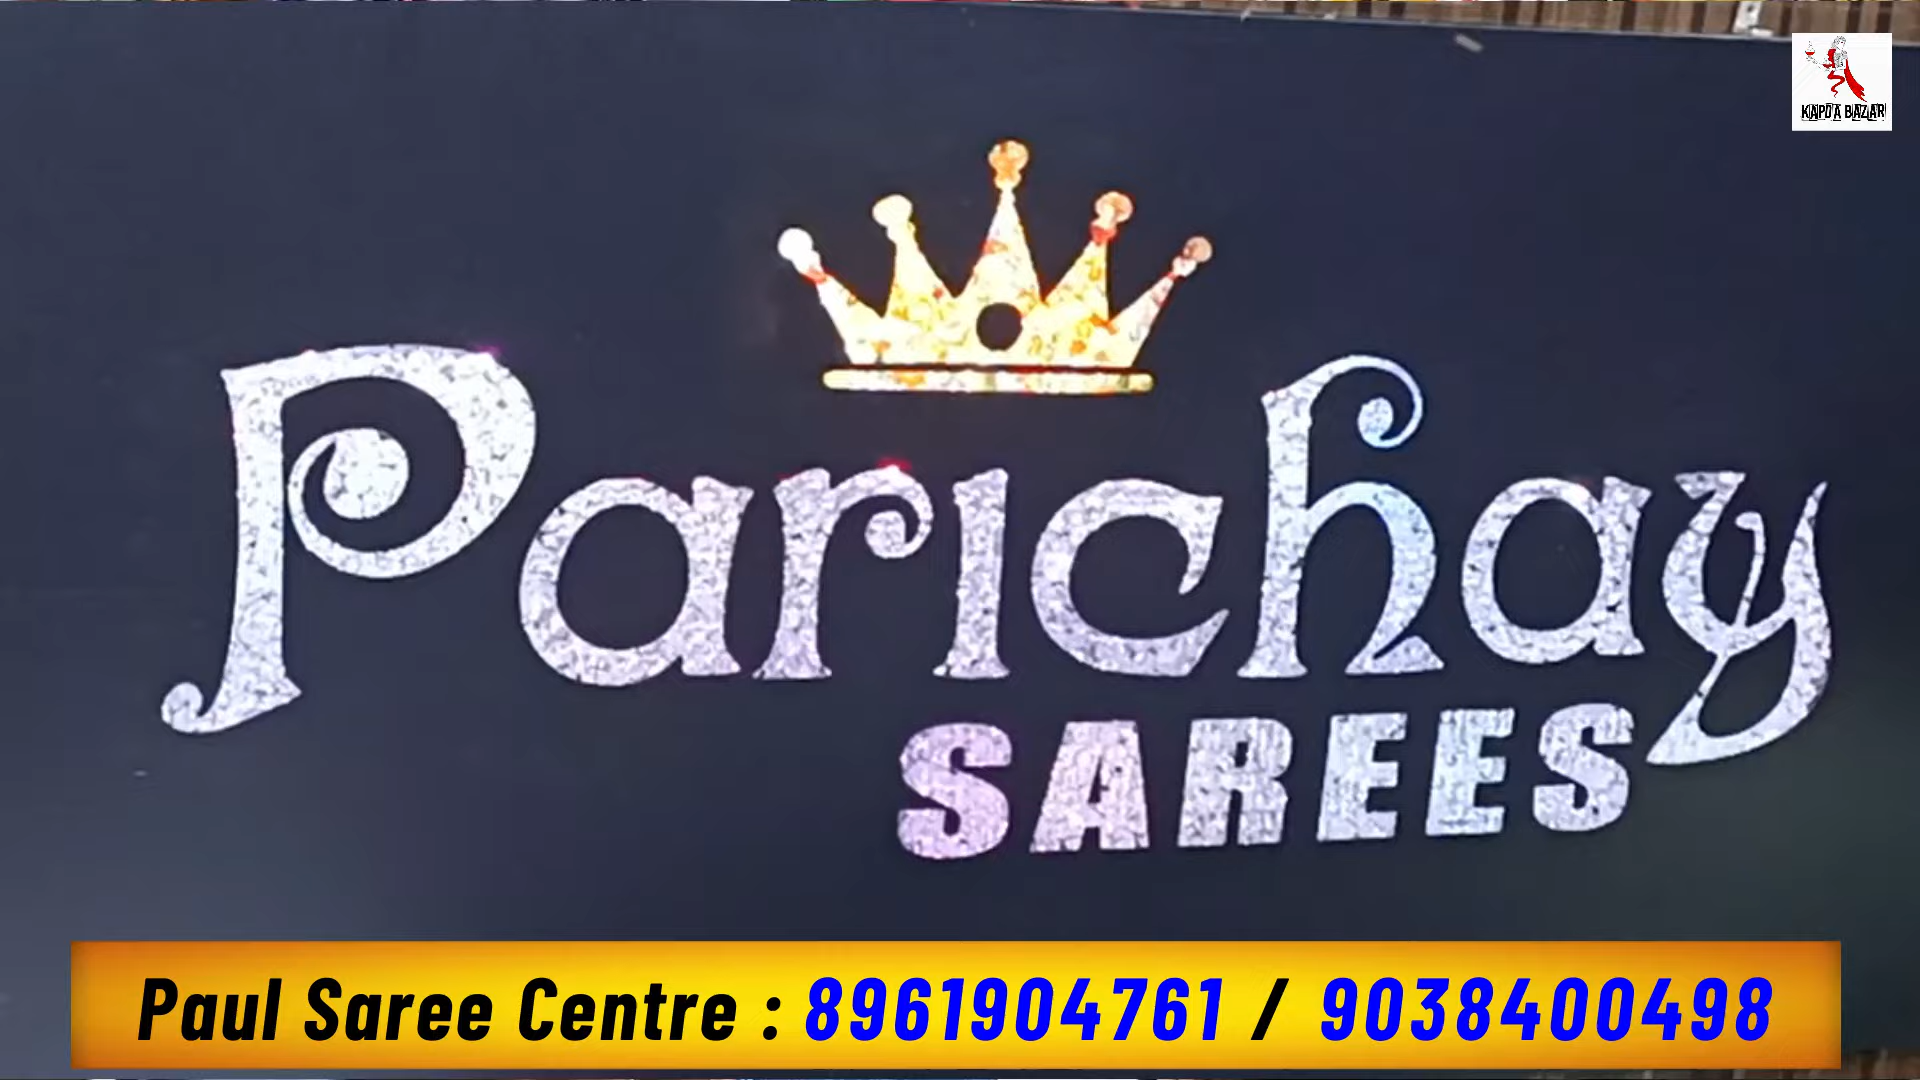 KAPDA BAZAR
Parichay
SAREES
Paul Saree Centre : 8961904761 / 9038400498